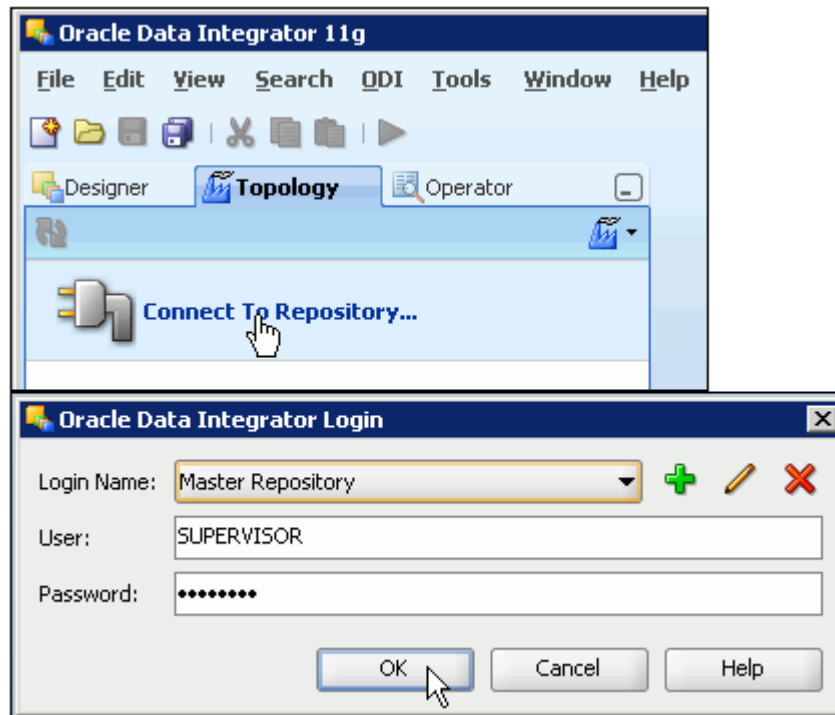 Oracle Data Integrator 11g
File Edit View Search ODI Tools Window Help
Designer Topology Operator
Connect To Repository...
Oracle Data Integrator Login
Login Name: Master Repository
User: SUPERVISOR
Password: ••••••••
OK Cancel Help